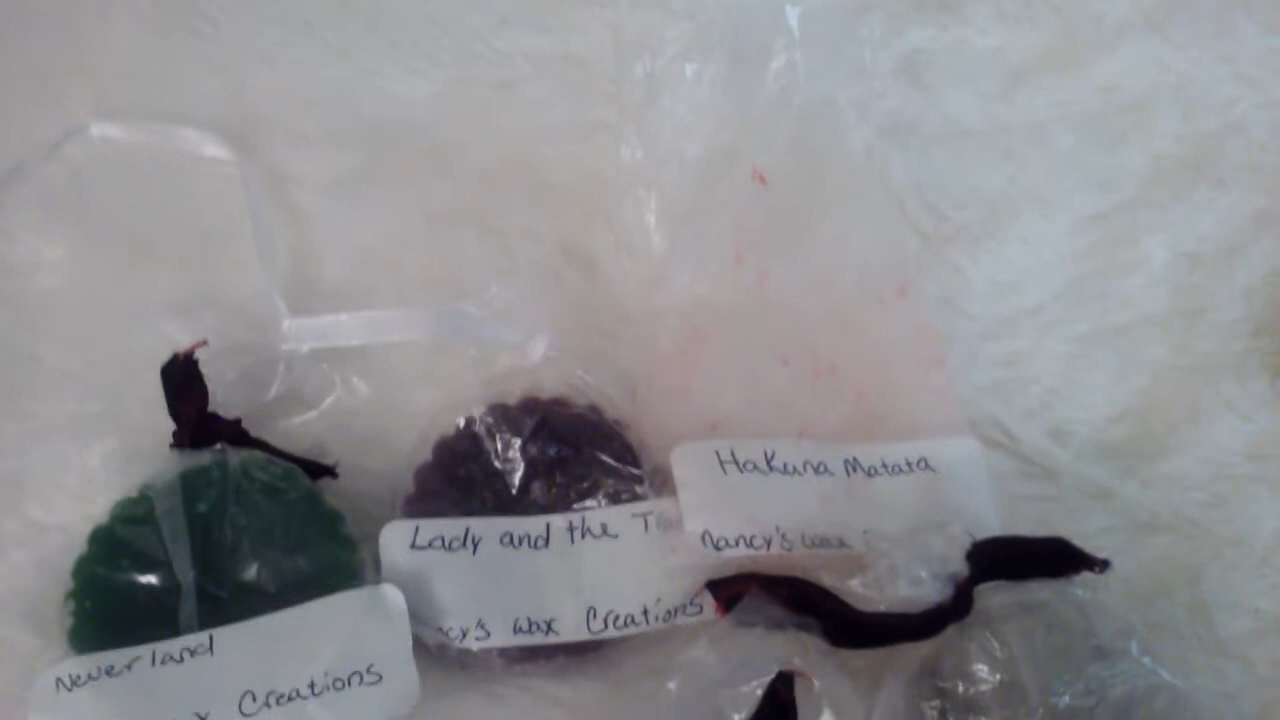 Hakuna Matata
Nancy's Wax
Lady and the
cy's Wax Creations
Neverland
x Creations